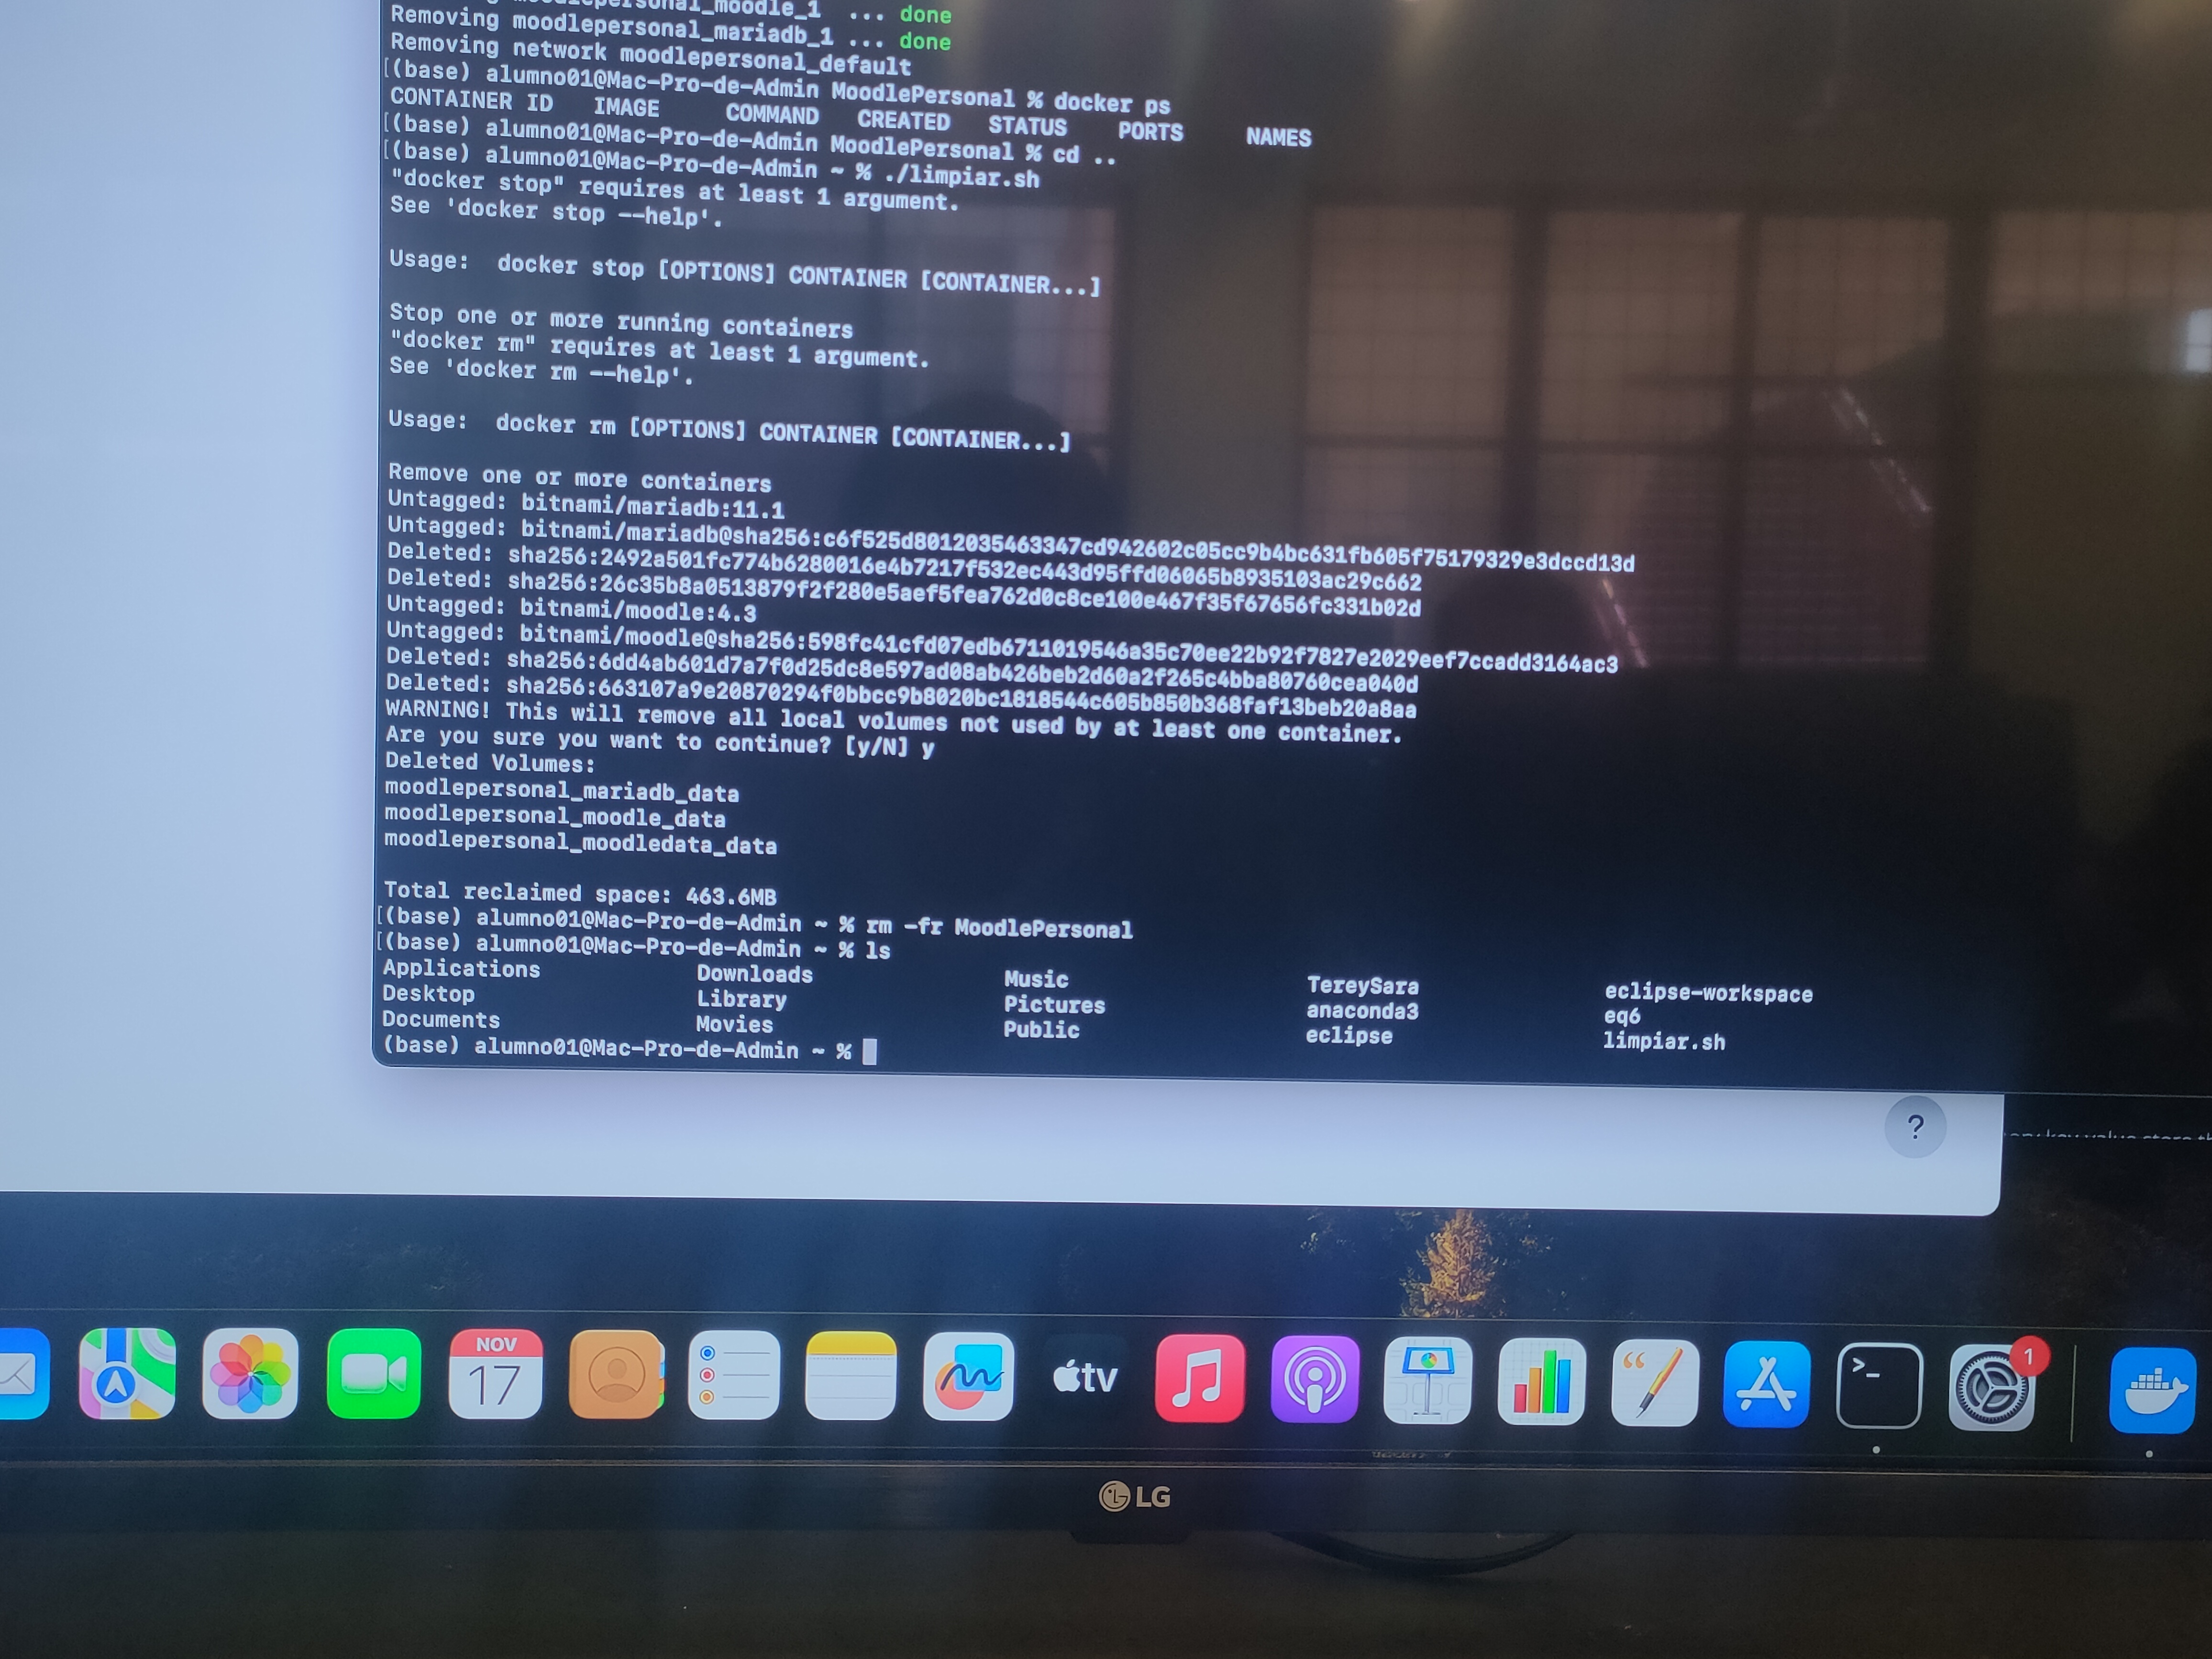 moodlepersonal_moodle_1 ... done
Removing moodlepersonal_mariadb_1 ... done
Removing network moodlepersonal_default
[(base) alumno01@Mac-Pro-de-Admin MoodlePersonal % docker ps
CONTAINER ID IMAGE COMMAND CREATED STATUS PORTS NAMES
[(base) alumno01@Mac-Pro-de-Admin MoodlePersonal % cd ..
[(base) alumno01@Mac-Pro-de-Admin ~ % ./limpiar.sh
"docker stop" requires at least 1 argument.
See 'docker stop --help'.
Usage: docker stop [OPTIONS] CONTAINER [CONTAINER...]
Stop one or more running containers
"docker rm" requires at least 1 argument.
See 'docker rm --help'.
Usage: docker rm [OPTIONS] CONTAINER [CONTAINER...]
Remove one or more containers
Untagged: bitnami/mariadb:11.1
Untagged: bitnami/mariadb@sha256:c6f525d8012035463347cd942602c05cc9b4bc631fb605f75179329e3dccd13d
Deleted: sha256:2492a501fc774b6280016e4b7217f532ec443d95ffd06065b8935103ac29c662
Deleted: sha256:26c35b8a0513879f2f280e5aef5fea762d0c8ce100e467f35f67656fc331b02d
Untagged: bitnami/moodle:4.3
Untagged: bitnami/moodle@sha256:598fc41cfd07edb6711019546a35c70ee22b92f7827e2029eef7ccadd3164ac3
Deleted: sha256:6dd4ab601d7a7f0d25dc8e597ad08ab426beb2d60a2f265c4bba80760cea040d
Deleted: sha256:663107a9e20870294f0bbcc9b8020bc1818544c605b850b368faf13beb20a8aa
WARNING! This will remove all local volumes not used by at least one container.
Are you sure you want to continue? [y/N] y
Deleted Volumes:
moodlepersonal_mariadb_data
moodlepersonal_moodle_data
moodlepersonal_moodledata_data
Total reclaimed space: 463.6MB
[(base) alumno01@Mac-Pro-de-Admin ~ % rm -fr MoodlePersonal
[(base) alumno01@Mac-Pro-de-Admin ~ % ls
Applications Downloads Music TereySara eclipse-workspace
Desktop Library Pictures anaconda3 eq6
Documents Movies Public eclipse limpiar.sh
(base) alumno01@Mac-Pro-de-Admin ~ %
?
NOV
17
tv
>_
1
LG